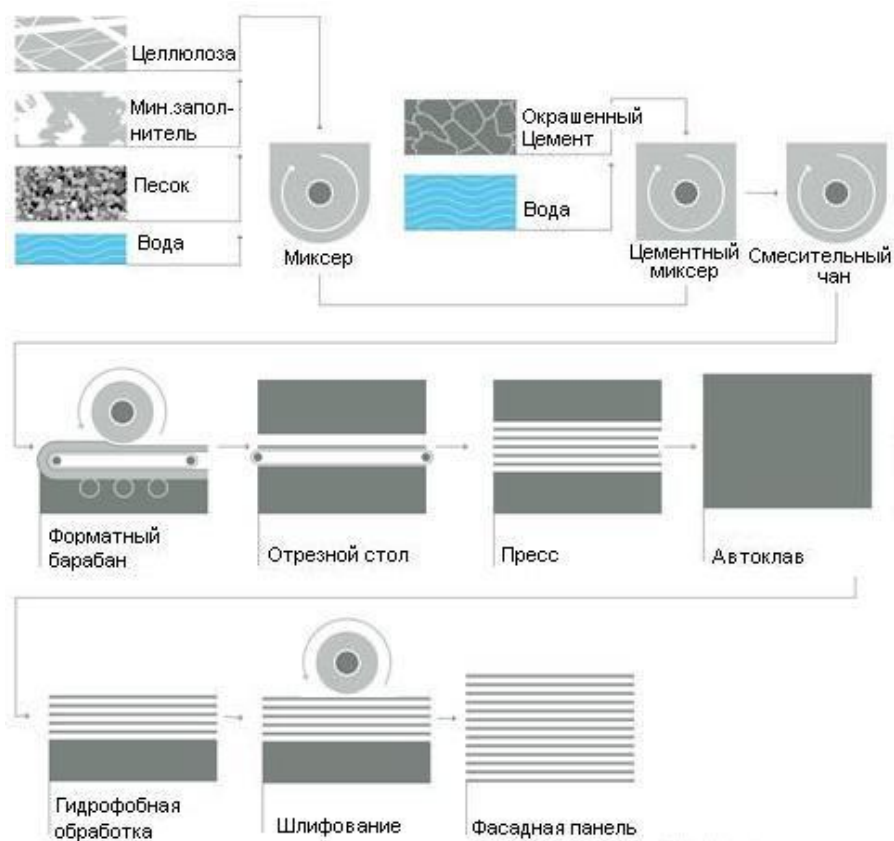 Целлюлоза
Мин.запол-
нитель
Песок
Вода
Миксер
Окрашенный
Цемент
Вода
Цементный
миксер
Смесительный
чан
Форматный
барабан
Отрезной стол
Пресс
Автоклав
Гидрофобная
обработка
Шлифование
Фасадная панель